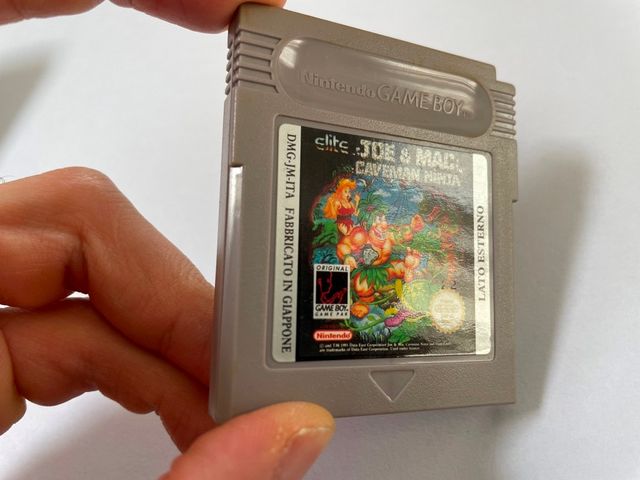 Nintendo GAME BOY
elite
JOE & MAC.
CAVEMAN NINJA
DMG-JM-ITA FABBRICATO IN GIAPPONE
LATO ESTERNO
ORIGINAL
GAME BOY
GAME PAK
Nintendo